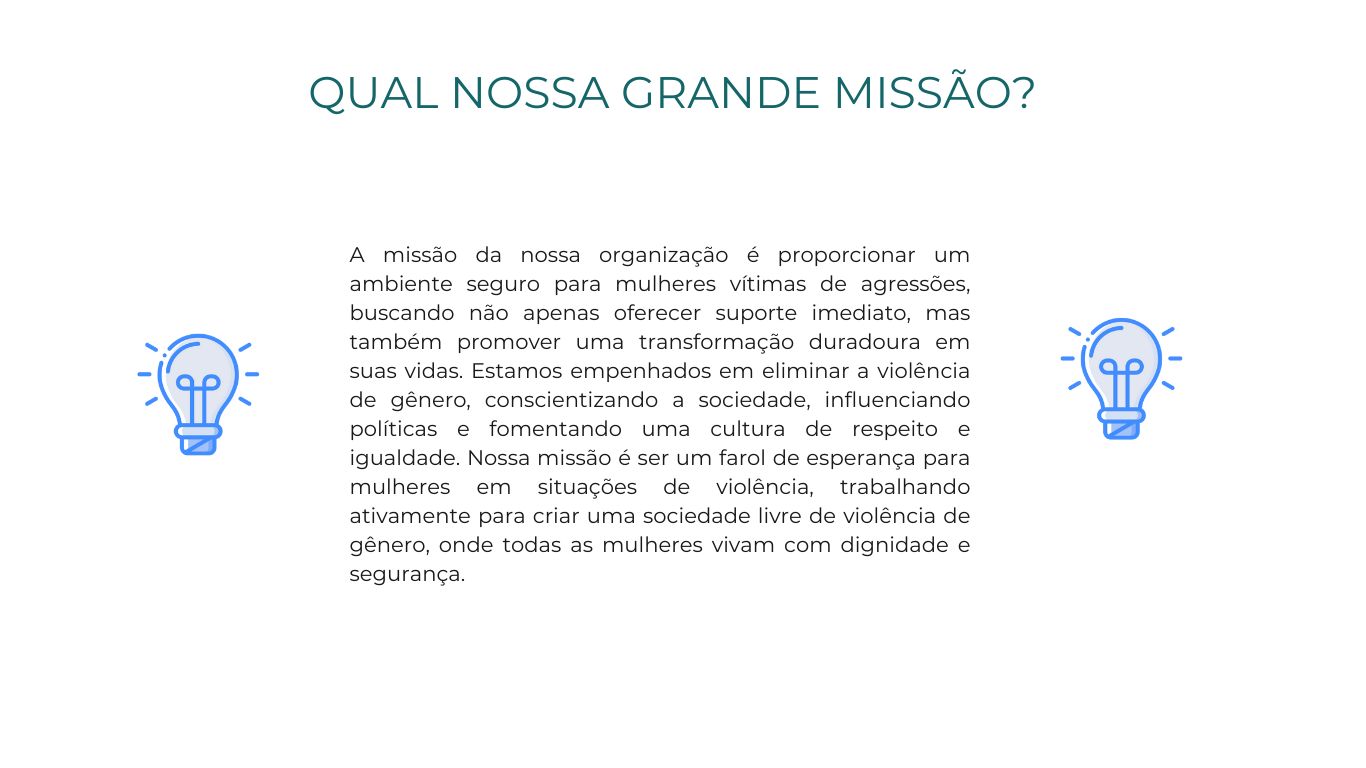 QUAL NOSSA GRANDE MISSÃO?
A missão da nossa organização é proporcionar um
ambiente seguro para mulheres vítimas de agressões,
buscando não apenas oferecer suporte imediato, mas
também promover uma transformação duradoura em
suas vidas. Estamos empenhados em eliminar a violência
de gênero, conscientizando a sociedade, influenciando
políticas e fomentando uma cultura de respeito e
igualdade. Nossa missão é ser um farol de esperança para
mulheres em situações de violência, trabalhando
ativamente para criar uma sociedade livre de violência de
gênero, onde todas as mulheres vivam com dignidade e
segurança.